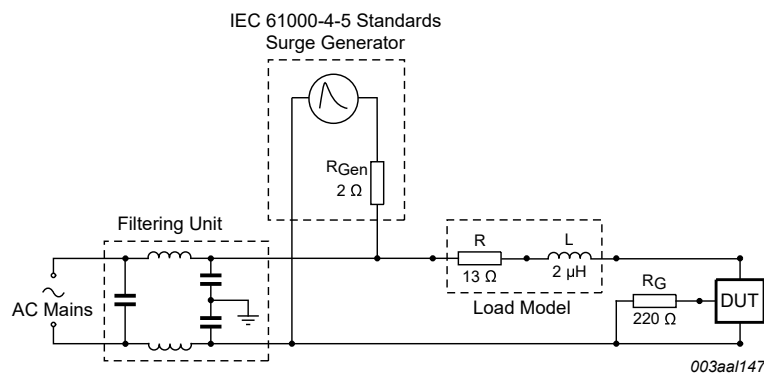 IEC 61000-4-5 Standards
Surge Generator
RGen
2 Ω
Filtering Unit
AC Mains
R
13 Ω
L
2 μH
Load Model
RG
220 Ω
DUT
003aal147